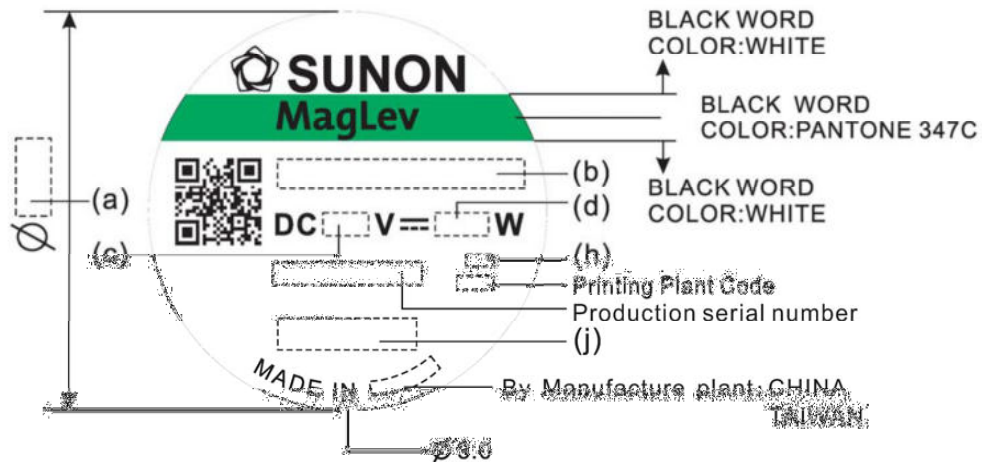 BLACK WORD
COLOR:WHITE
SUNON
MagLev
BLACK WORD
COLOR:PANTONE 347C
(a)
(b)
BLACK WORD
COLOR:WHITE
(d)
DC V W
Ø
(c)
(h)
Printing Plant Code
Production serial number
(j)
MADE IN
By Manufacture plant: CHINA
TAIWAN